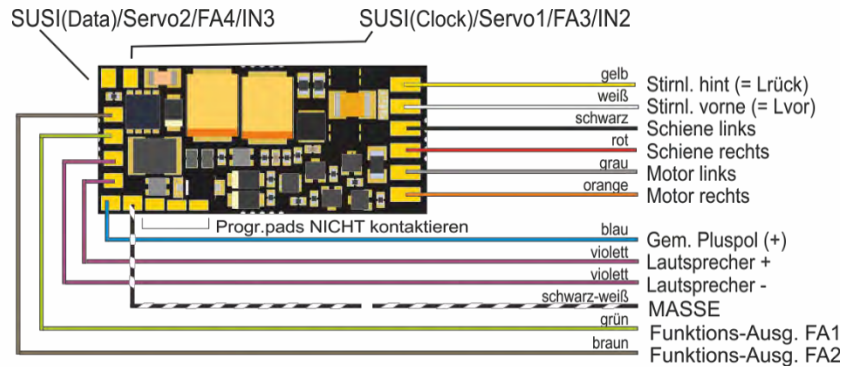 SUSI(Data)/Servo2/FA4/IN3
SUSI(Clock)/Servo1/FA3/IN2
gelb Stirnl. hint (= Lrück)
weiß Stirnl. vorne (= Lvor)
schwarz Schiene links
rot Schiene rechts
grau Motor links
orange Motor rechts
Progr.pads NICHT kontaktieren
blau Gem. Pluspol (+)
violett Lautsprecher +
violett Lautsprecher -
schwarz-weiß MASSE
grün Funktions-Ausg. FA1
braun Funktions-Ausg. FA2